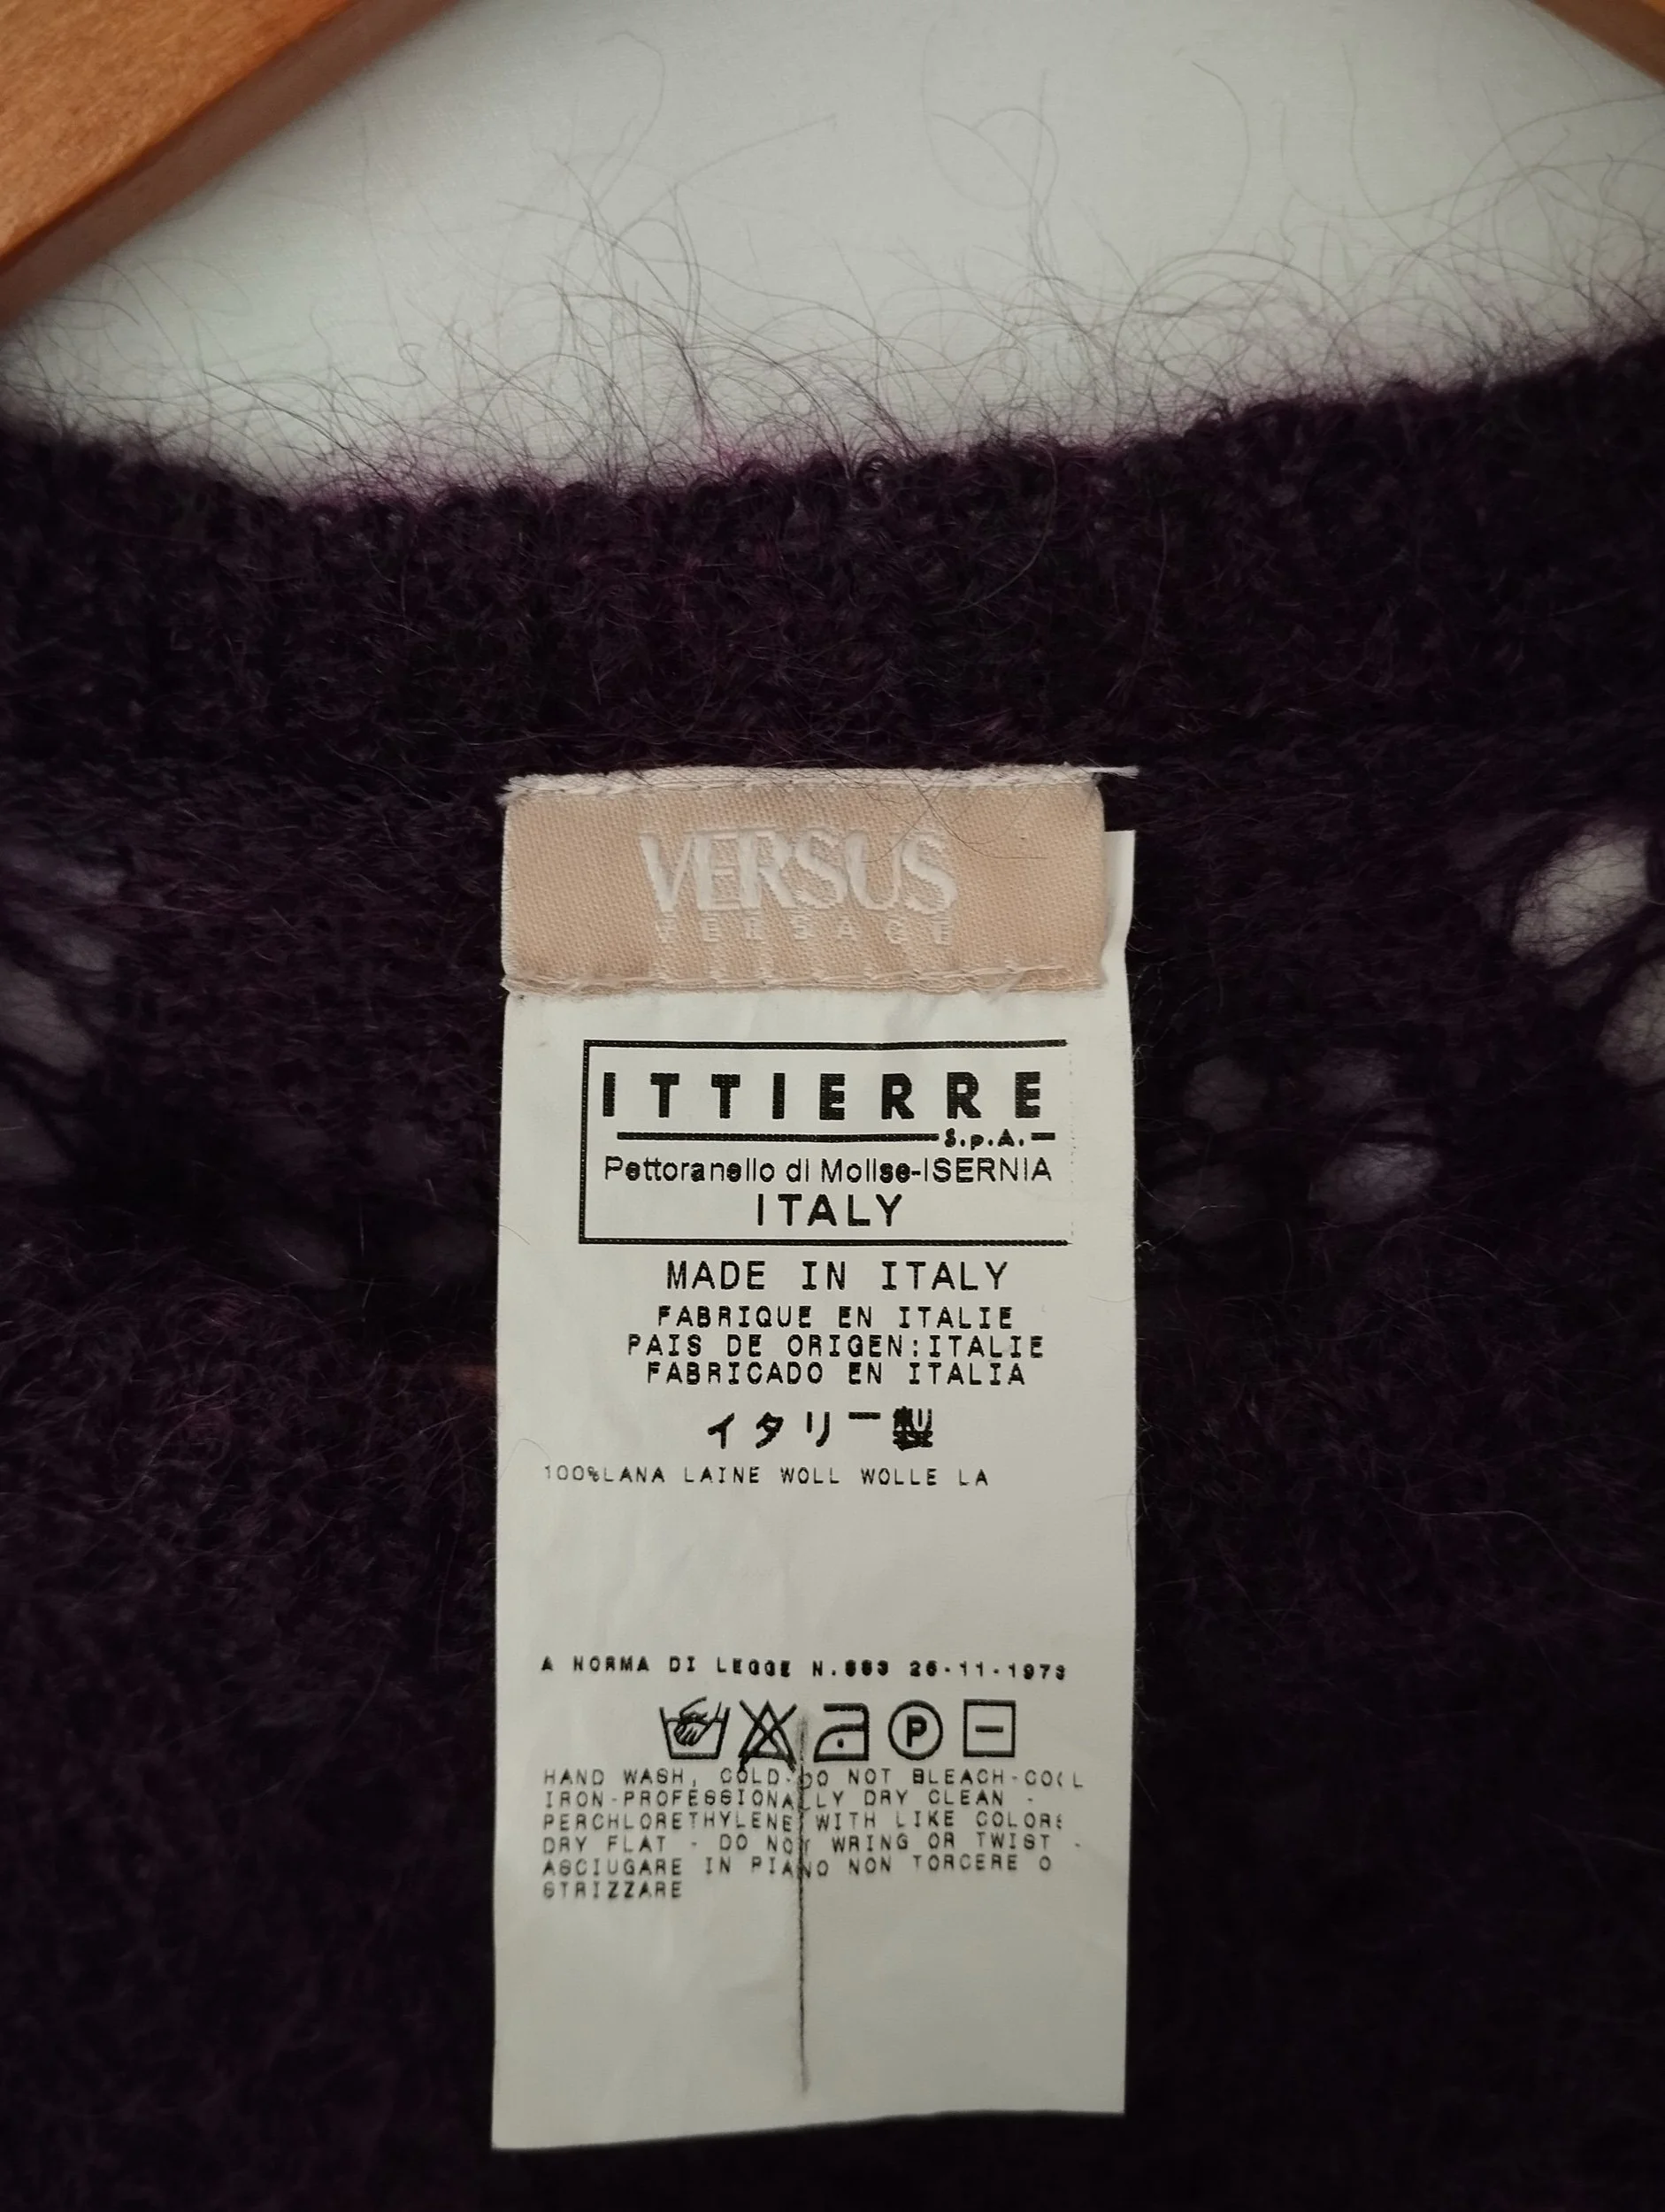 VERSUS
VERSACE
ITTIERRE
S.p.A.
Pettoranello di Molise-ISERNIA
ITALY
MADE IN ITALY
FABRIQUE EN ITALIE
PAIS DE ORIGEN:ITALIE
FABRICADO EN ITALIA
イタリー製
100%LANA LAINE WOLL WOLLE LA
A NORMA DI LEGGE N.883 26-11-1973
P
HAND WASH, COLD-DO NOT BLEACH-COOL
IRON-PROFESSIONALLY DRY CLEAN -
PERCHLORETHYLENE WITH LIKE COLORS
DRY FLAT - DO NOT WRING OR TWIST -
ASCIUGARE IN PIANO NON TORCERE O
STRIZZARE